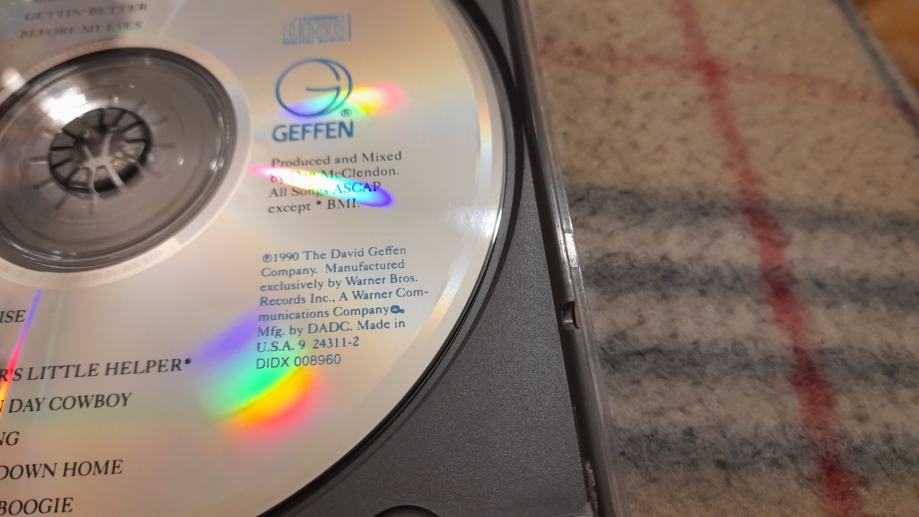 GETTIN' BETTER
BEFORE MY EYES
GEFFEN®
Produced and Mixed
McClendon.
All Songs ASCAP
except * BMI.
℗1990 The David Geffen
Company. Manufactured
exclusively by Warner Bros.
Records Inc., A Warner Com-
munications Company
Mfg. by DADC. Made in
U.S.A. 9 24311-2
DIDX 008960
ISE
R'S LITTLE HELPER*
DAY COWBOY
NG
DOWN HOME
BOOGIE